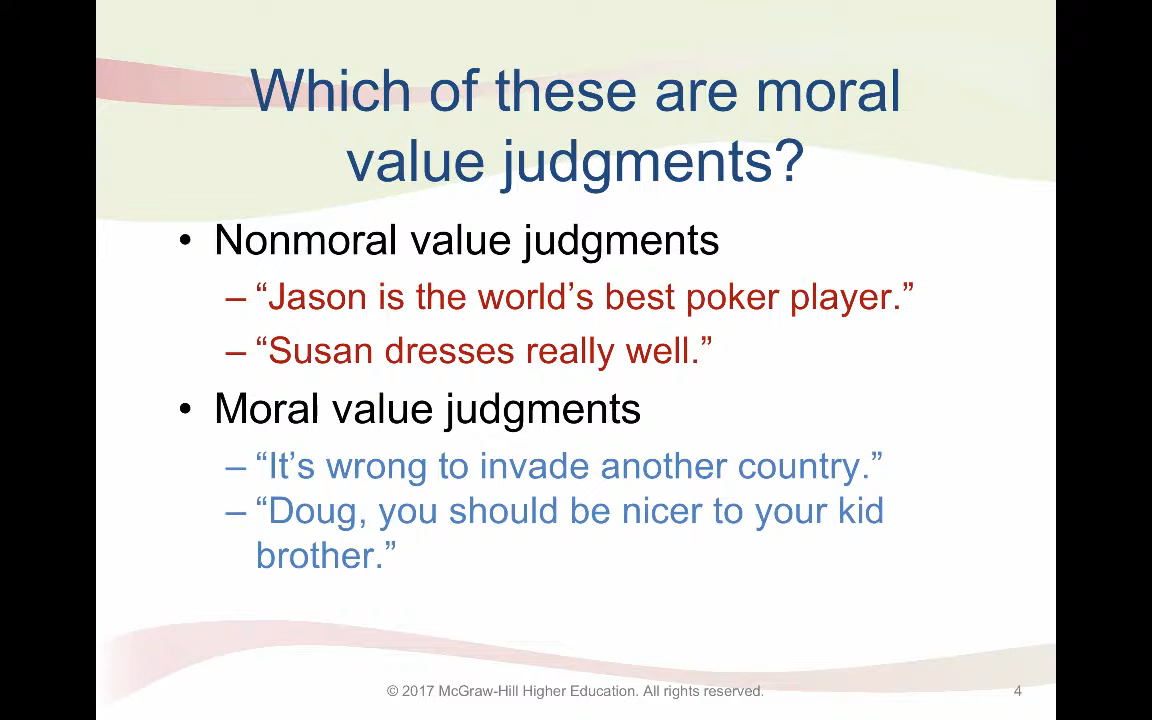 Which of these are moral
value judgments?
• Nonmoral value judgments
– “Jason is the world’s best poker player.”
– “Susan dresses really well.”
• Moral value judgments
– “It’s wrong to invade another country.”
– “Doug, you should be nicer to your kid
brother.”
© 2017 McGraw-Hill Higher Education. All rights reserved.
4